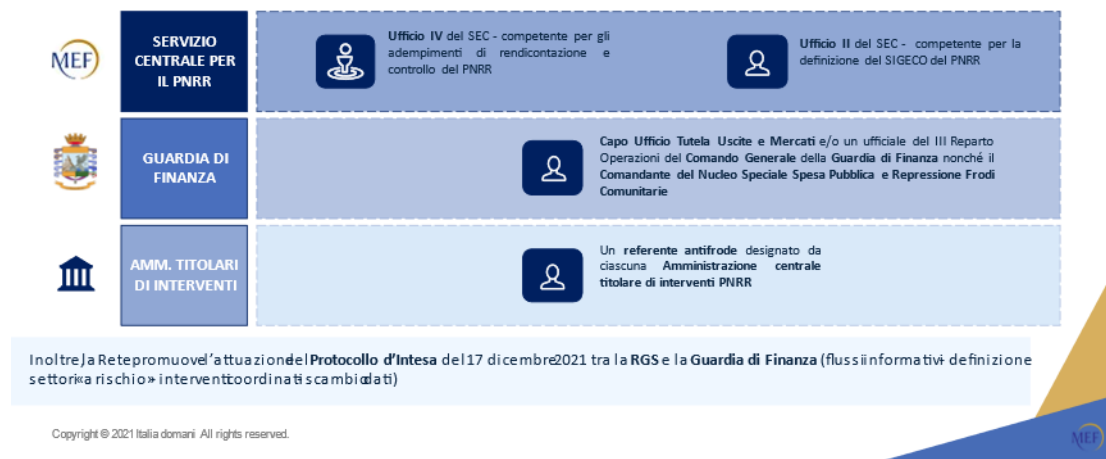 MEF
SERVIZIO
CENTRALE PER
IL PNRR
Ufficio IV del SEC - competente per gli
adempimenti di rendicontazione e
controllo del PNRR
Ufficio II del SEC - competente per la
definizione del SIGECO del PNRR
GUARDIA DI
FINANZA
Capo Ufficio Tutela Uscite e Mercati e/o un ufficiale del III Reparto
Operazioni del Comando Generale della Guardia di Finanza nonché il
Comandante del Nucleo Speciale Spesa Pubblica e Repressione Frodi
Comunitarie
AMM. TITOLARI
DI INTERVENTI
Un referente antifrode designato da
ciascuna Amministrazione centrale
titolare di interventi PNRR
Inoltre, la Rete promuove l'attuazione del Protocollo d'Intesa del 17 dicembre 2021 tra la RGS e la Guardia di Finanza (flussi informativi - definizione
settori «a rischio» - interventi coordinati scambio dati)
Copyright © 2021 Italia domani All rights reserved.
MEF